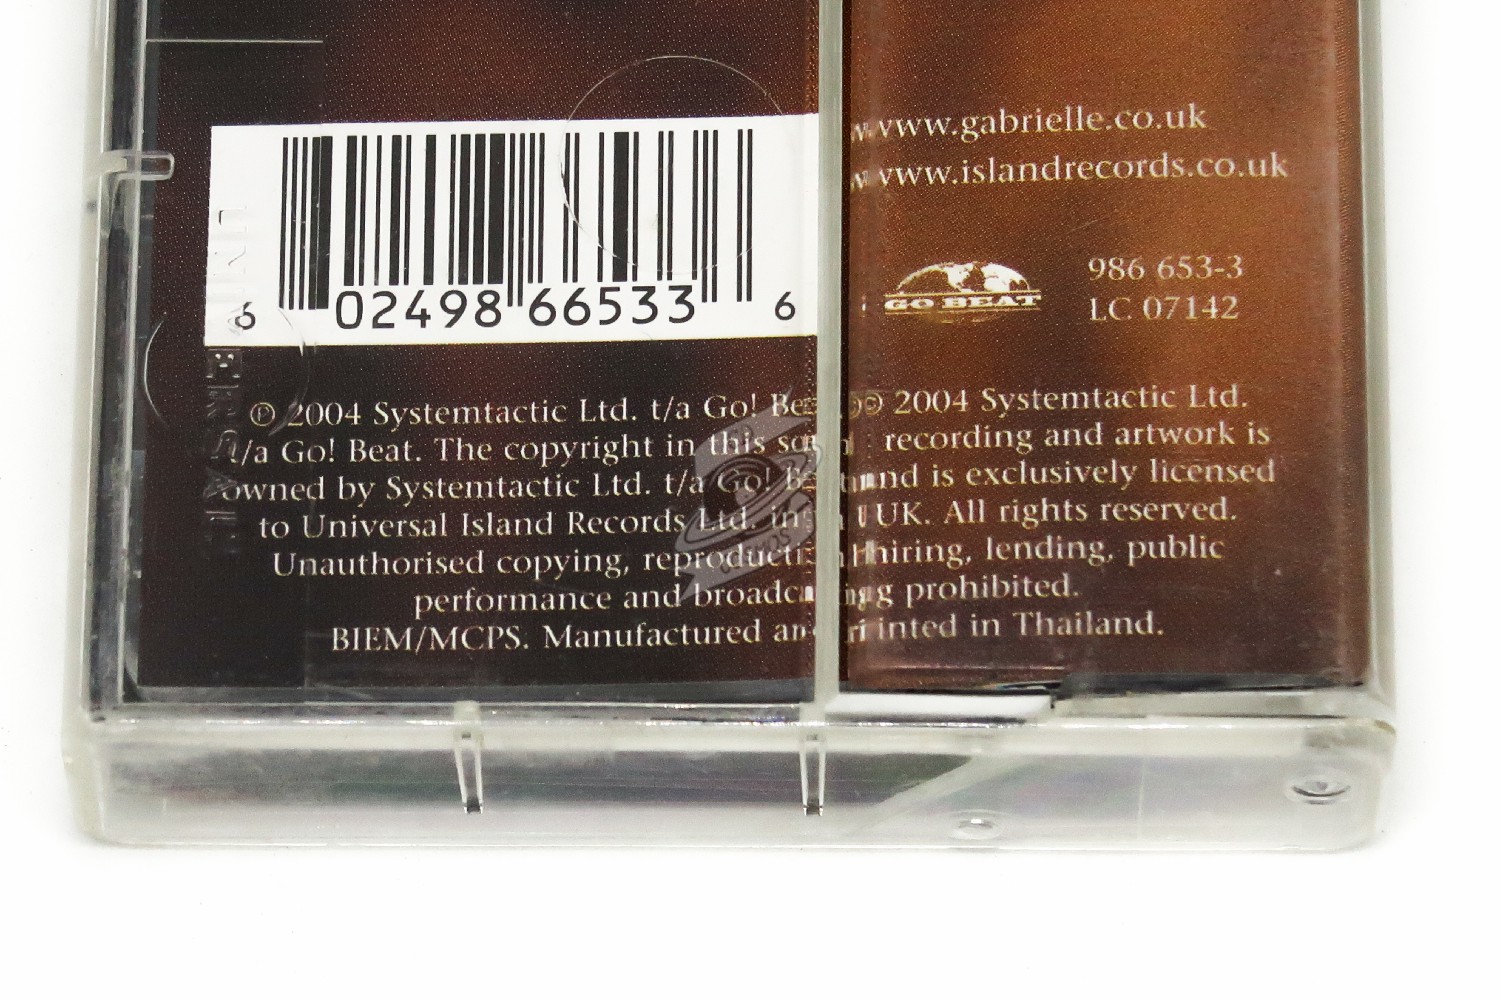 www.gabrielle.co.uk
www.islandrecords.co.uk
6 02498 66533 6
GO BEAT
986 653-3
LC 07142
℗ 2004 Systemtactic Ltd. t/a Go! Beat. © 2004 Systemtactic Ltd.
t/a Go! Beat. The copyright in this sound recording and artwork is
owned by Systemtactic Ltd. t/a Go! Beat and is exclusively licensed
to Universal Island Records Ltd. in UK. All rights reserved.
Unauthorised copying, reproduction, hiring, lending, public
performance and broadcasting prohibited.
BIEM/MCPS. Manufactured and printed in Thailand.